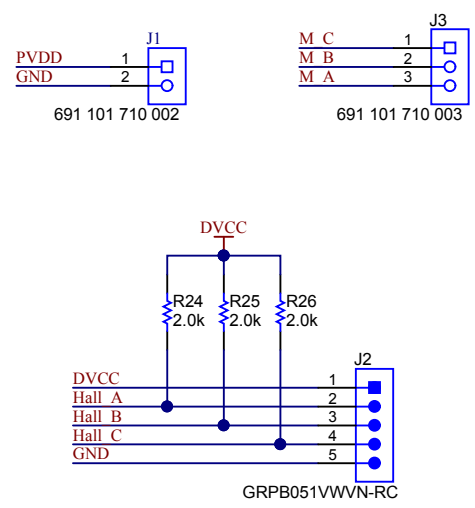 J1
PVDD 1
GND 2
691 101 710 002
J3
M_C 1
M_B 2
M_A 3
691 101 710 003
DVCC
R24 R25 R26
2.0k 2.0k 2.0k
J2
DVCC 1
Hall_A 2
Hall_B 3
Hall_C 4
GND 5
GRPB051VWVN-RC